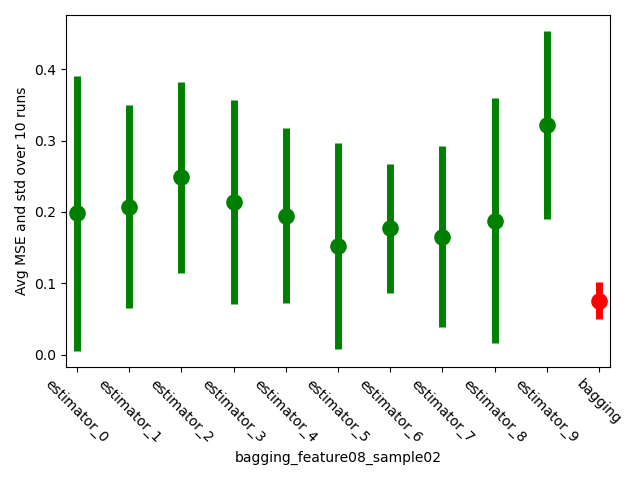 Avg MSE and std over 10 runs
0.4
0.3
0.2
0.1
0.0
estimator_0
estimator_1
estimator_2
estimator_3
estimator_4
estimator_5
estimator_6
estimator_7
estimator_8
estimator_9
bagging
bagging_feature08_sample02